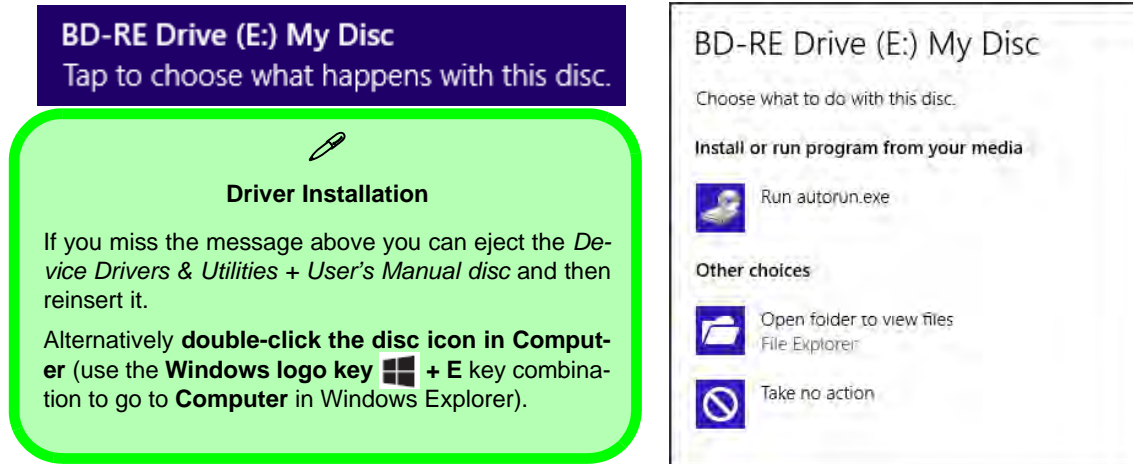 BD-RE Drive (E:) My Disc
Tap to choose what happens with this disc.
Driver Installation
If you miss the message above you can eject the De-
vice Drivers & Utilities + User's Manual disc and then
reinsert it.
Alternatively double-click the disc icon in Comput-
er (use the Windows logo key + E key combina-
tion to go to Computer in Windows Explorer).
BD-RE Drive (E:) My Disc
Choose what to do with this disc.
Install or run program from your media
Run autorun.exe
Other choices
Open folder to view files
File Explorer
Take no action